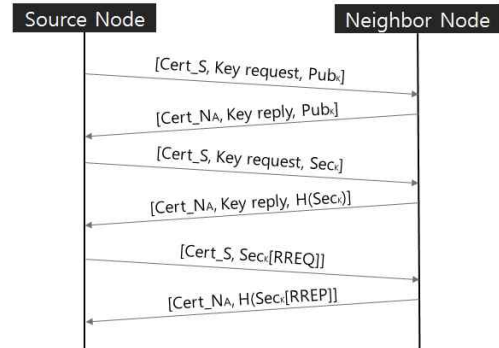 Source Node
Neighbor Node
[Cert_S, Key request, Pubₖ]
[Cert_Nᴀ, Key reply, Pubₖ]
[Cert_S, Key request, Secₖ]
[Cert_Nᴀ, Key reply, H(Secₖ)]
[Cert_S, Secₖ[RREQ]]
[Cert_Nᴀ, H(Secₖ[RREP]]